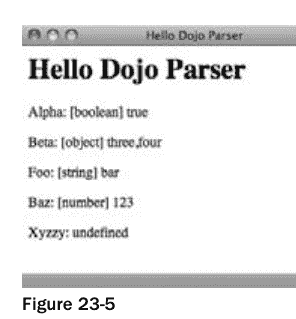 Hello Dojo Parser
Hello Dojo Parser
Alpha: [boolean] true
Beta: [object] three,four
Foo: [string] bar
Baz: [number] 123
Xyzzy: undefined
Figure 23-5